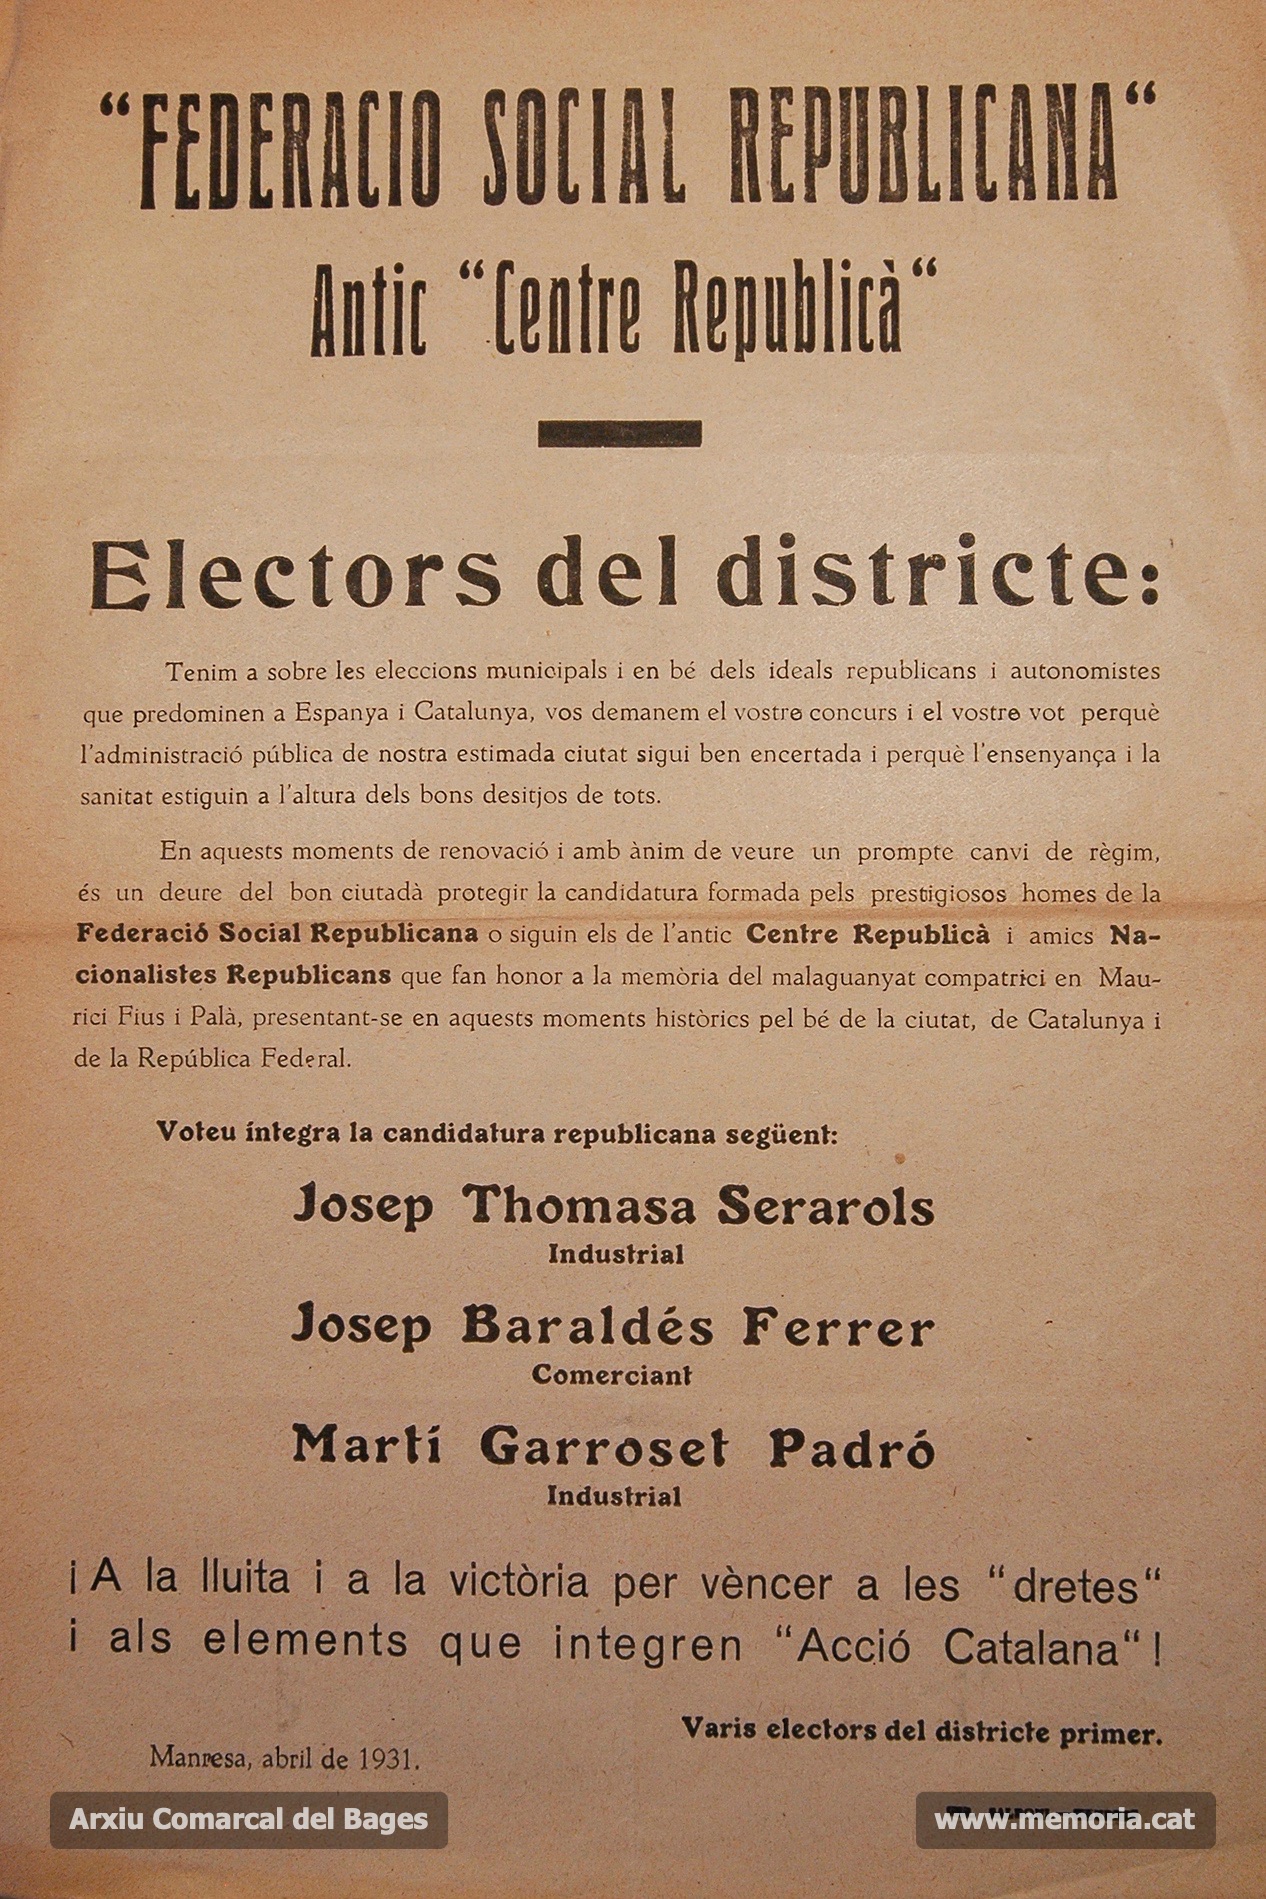 “FEDERACIO SOCIAL REPUBLICANA“
Antic “Centre Republicà“
Electors del districte:
Tenim a sobre les eleccions municipals i en bé dels ideals republicans i autonomistes
que predominen a Espanya i Catalunya, vos demanem el vostre concurs i el vostre vot perquè
l'administració pública de nostra estimada ciutat sigui ben encertada i perquè l'ensenyança i la
sanitat estiguin a l'altura dels bons desitjos de tots.
En aquests moments de renovació i amb ànim de veure un prompte canvi de règim,
és un deure del bon ciutadà protegir la candidatura formada pels prestigiosos homes de la
Federació Social Republicana o siguin els de l'antic Centre Republicà i amics Na-
cionalistes Republicans que fan honor a la memòria del malaguanyat compatrici en Mau-
rici Fius i Palà, presentant-se en aquests moments històrics pel bé de la ciutat, de Catalunya i
de la República Federal.
Voteu íntegra la candidatura republicana següent:
Josep Thomasa Serarols
Industrial
Josep Baraldés Ferrer
Comerciant
Martí Garroset Padró
Industrial
¡A la lluita i a la victòria per vèncer a les “dretes“
i als elements que integren “Acció Catalana“!
Varis electors del districte primer.
Manresa, abril de 1931.
Arxiu Comarcal del Bages
www.memoria.cat